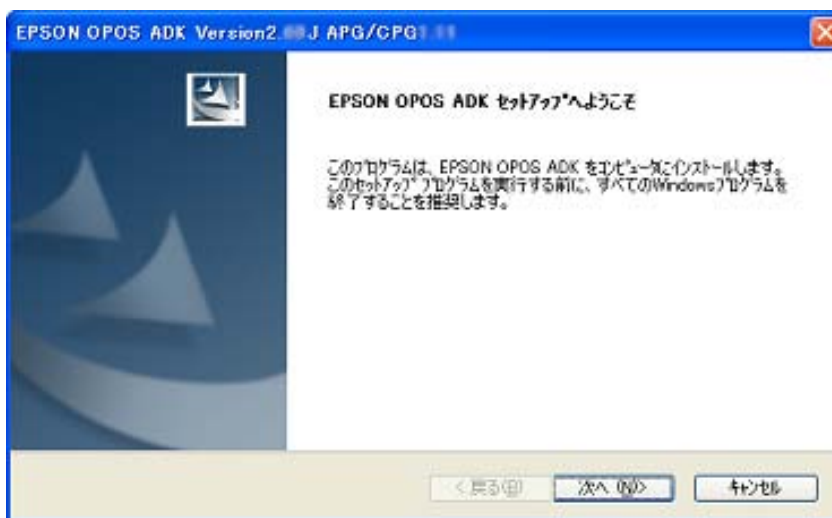 EPSON OPOS ADK Version2. J APG/CPG
EPSON OPOS ADK セットアップへようこそ
このプログラムは、EPSON OPOS ADK をコンピュータにインストールします。
このセットアップ プログラムを実行する前に、すべてのWindowsプログラムを
終了することを推奨します。
< 戻る(B)
次へ (N)>
キャンセル